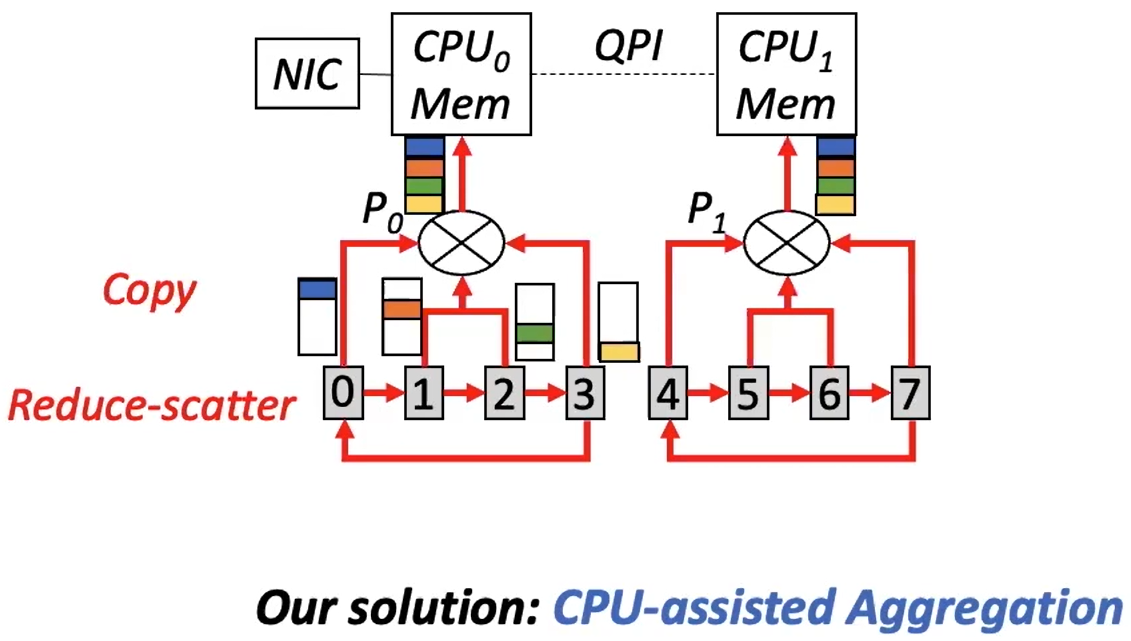 NIC
CPU0
Mem
QPI
CPU1
Mem
P0
P1
Copy
Reduce-scatter
0
1
2
3
4
5
6
7
Our solution: CPU-assisted Aggregation